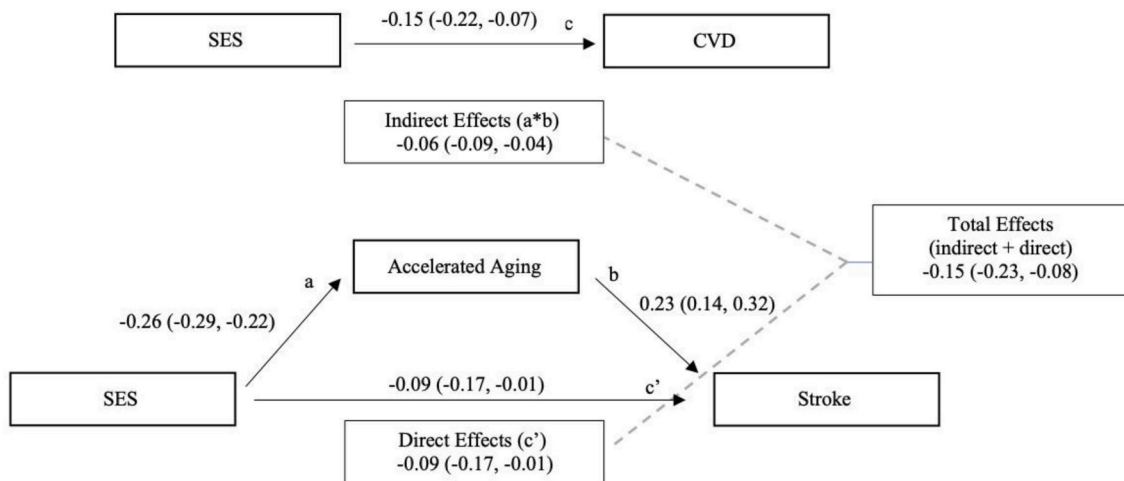 -0.15 (-0.22, -0.07) c
SES
CVD
Indirect Effects (a*b)
-0.06 (-0.09, -0.04)
Total Effects
(indirect + direct)
-0.15 (-0.23, -0.08)
Accelerated Aging
a
b
0.23 (0.14, 0.32)
-0.26 (-0.29, -0.22)
-0.09 (-0.17, -0.01)
c’
SES
Stroke
Direct Effects (c’)
-0.09 (-0.17, -0.01)